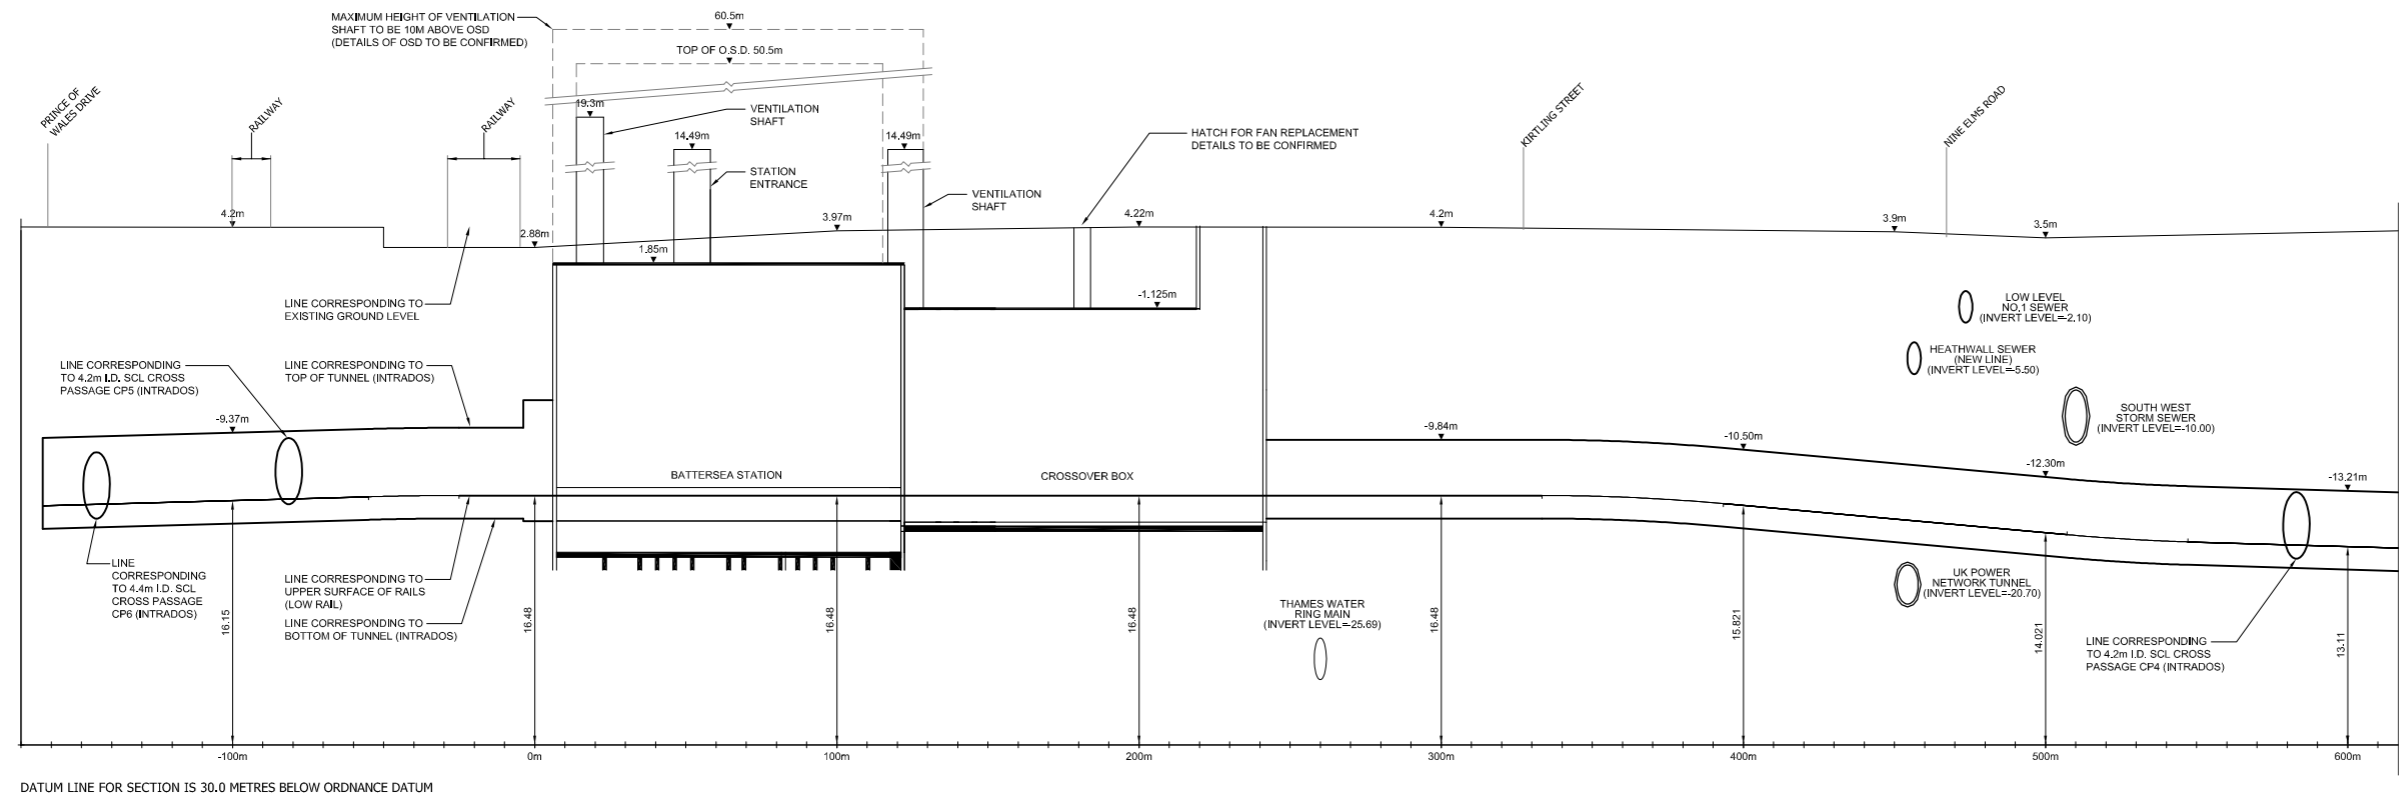 MAXIMUM HEIGHT OF VENTILATION
SHAFT TO BE 10M ABOVE OSD
(DETAILS OF OSD TO BE CONFIRMED)
60.5m
TOP OF O.S.D. 50.5m
PRINCE OF
WALES DRIVE
RAILWAY
RAILWAY
19.3m
VENTILATION
SHAFT
14.49m
STATION
ENTRANCE
14.49m
VENTILATION
SHAFT
HATCH FOR FAN REPLACEMENT
DETAILS TO BE CONFIRMED
KIRTLING STREET
NINE ELMS ROAD
4.2m
2.88m
1.85m
3.97m
4.22m
4.2m
3.9m
3.5m
-1.125m
LINE CORRESPONDING TO
EXISTING GROUND LEVEL
LOW LEVEL
NO.1 SEWER
(INVERT LEVEL=-2.10)
HEATHWALL SEWER
(NEW LINE)
(INVERT LEVEL=-5.50)
SOUTH WEST
STORM SEWER
(INVERT LEVEL=-10.00)
LINE CORRESPONDING
TO 4.2m I.D. SCL CROSS
PASSAGE CP5 (INTRADOS)
LINE CORRESPONDING TO
TOP OF TUNNEL (INTRADOS)
-9.37m
-9.84m
-10.50m
-12.30m
-13.21m
BATTERSEA STATION
CROSSOVER BOX
LINE
CORRESPONDING
TO 4.4m I.D. SCL
CROSS PASSAGE
CP6 (INTRADOS)
LINE CORRESPONDING TO
UPPER SURFACE OF RAILS
(LOW RAIL)
LINE CORRESPONDING TO
BOTTOM OF TUNNEL (INTRADOS)
THAMES WATER
RING MAIN
(INVERT LEVEL=-25.69)
UK POWER
NETWORK TUNNEL
(INVERT LEVEL=-20.70)
LINE CORRESPONDING
TO 4.2m I.D. SCL CROSS
PASSAGE CP4 (INTRADOS)
16.15
16.48
16.48
16.48
16.48
15.821
14.021
13.11
-100m
0m
100m
200m
300m
400m
500m
600m
DATUM LINE FOR SECTION IS 30.0 METRES BELOW ORDNANCE DATUM